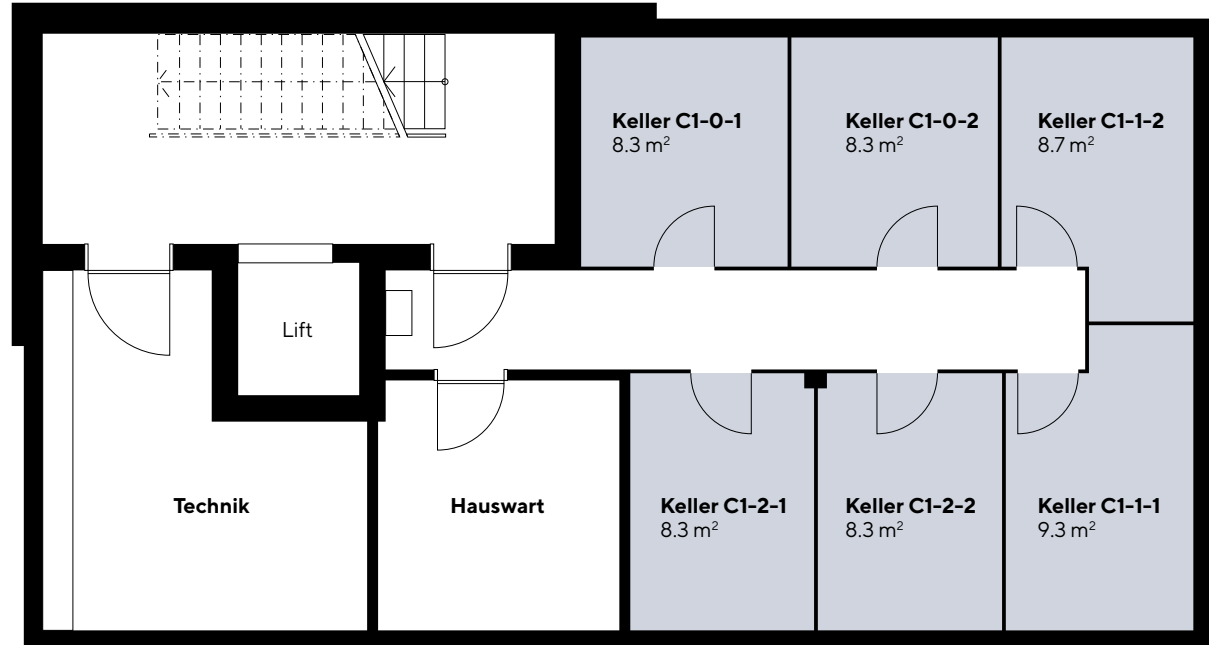 Keller C1-0-1
8.3 m²
Keller C1-0-2
8.3 m²
Keller C1-1-2
8.7 m²
Lift
Technik
Hauswart
Keller C1-2-1
8.3 m²
Keller C1-2-2
8.3 m²
Keller C1-1-1
9.3 m²